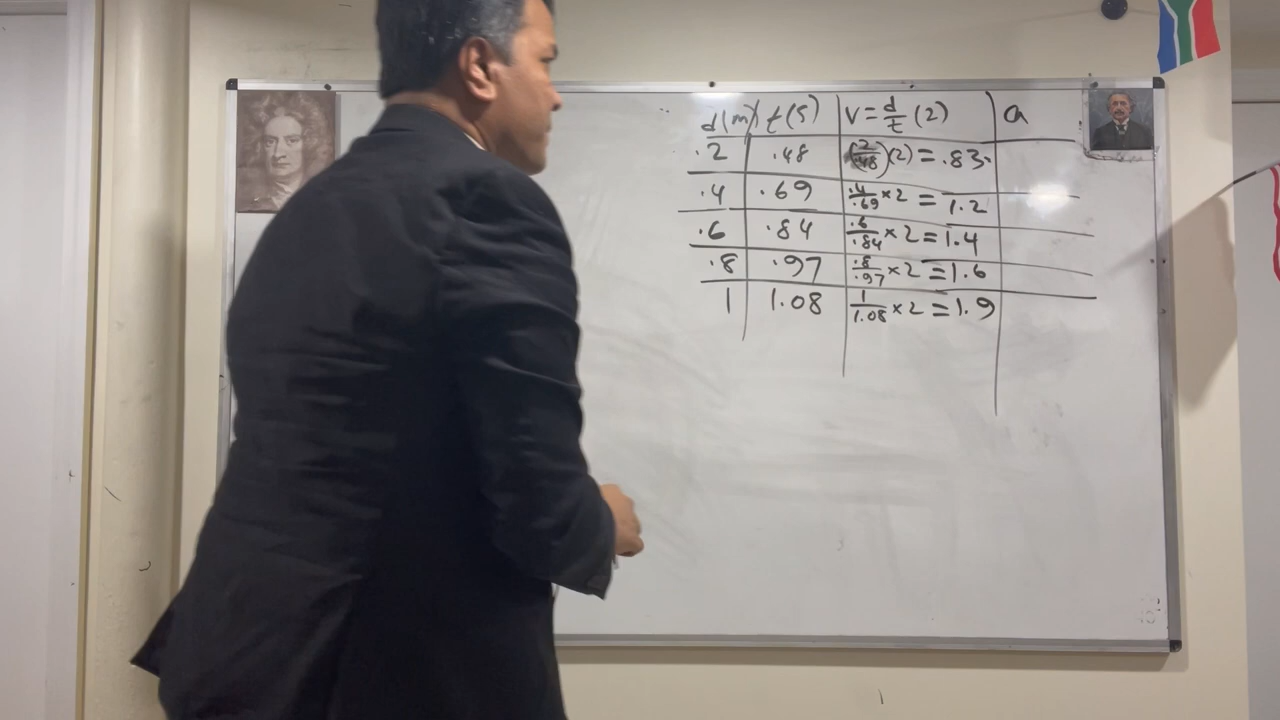 d(m) t(s) v = d/t (2) a
.2 .48 (.2/.48)(2) = .83
.4 .69 .4/.69 × 2 = 1.2
.6 .84 .6/.84 × 2 = 1.4
.8 .97 .8/.97 × 2 = 1.6
1 1.08 1/1.08 × 2 = 1.9